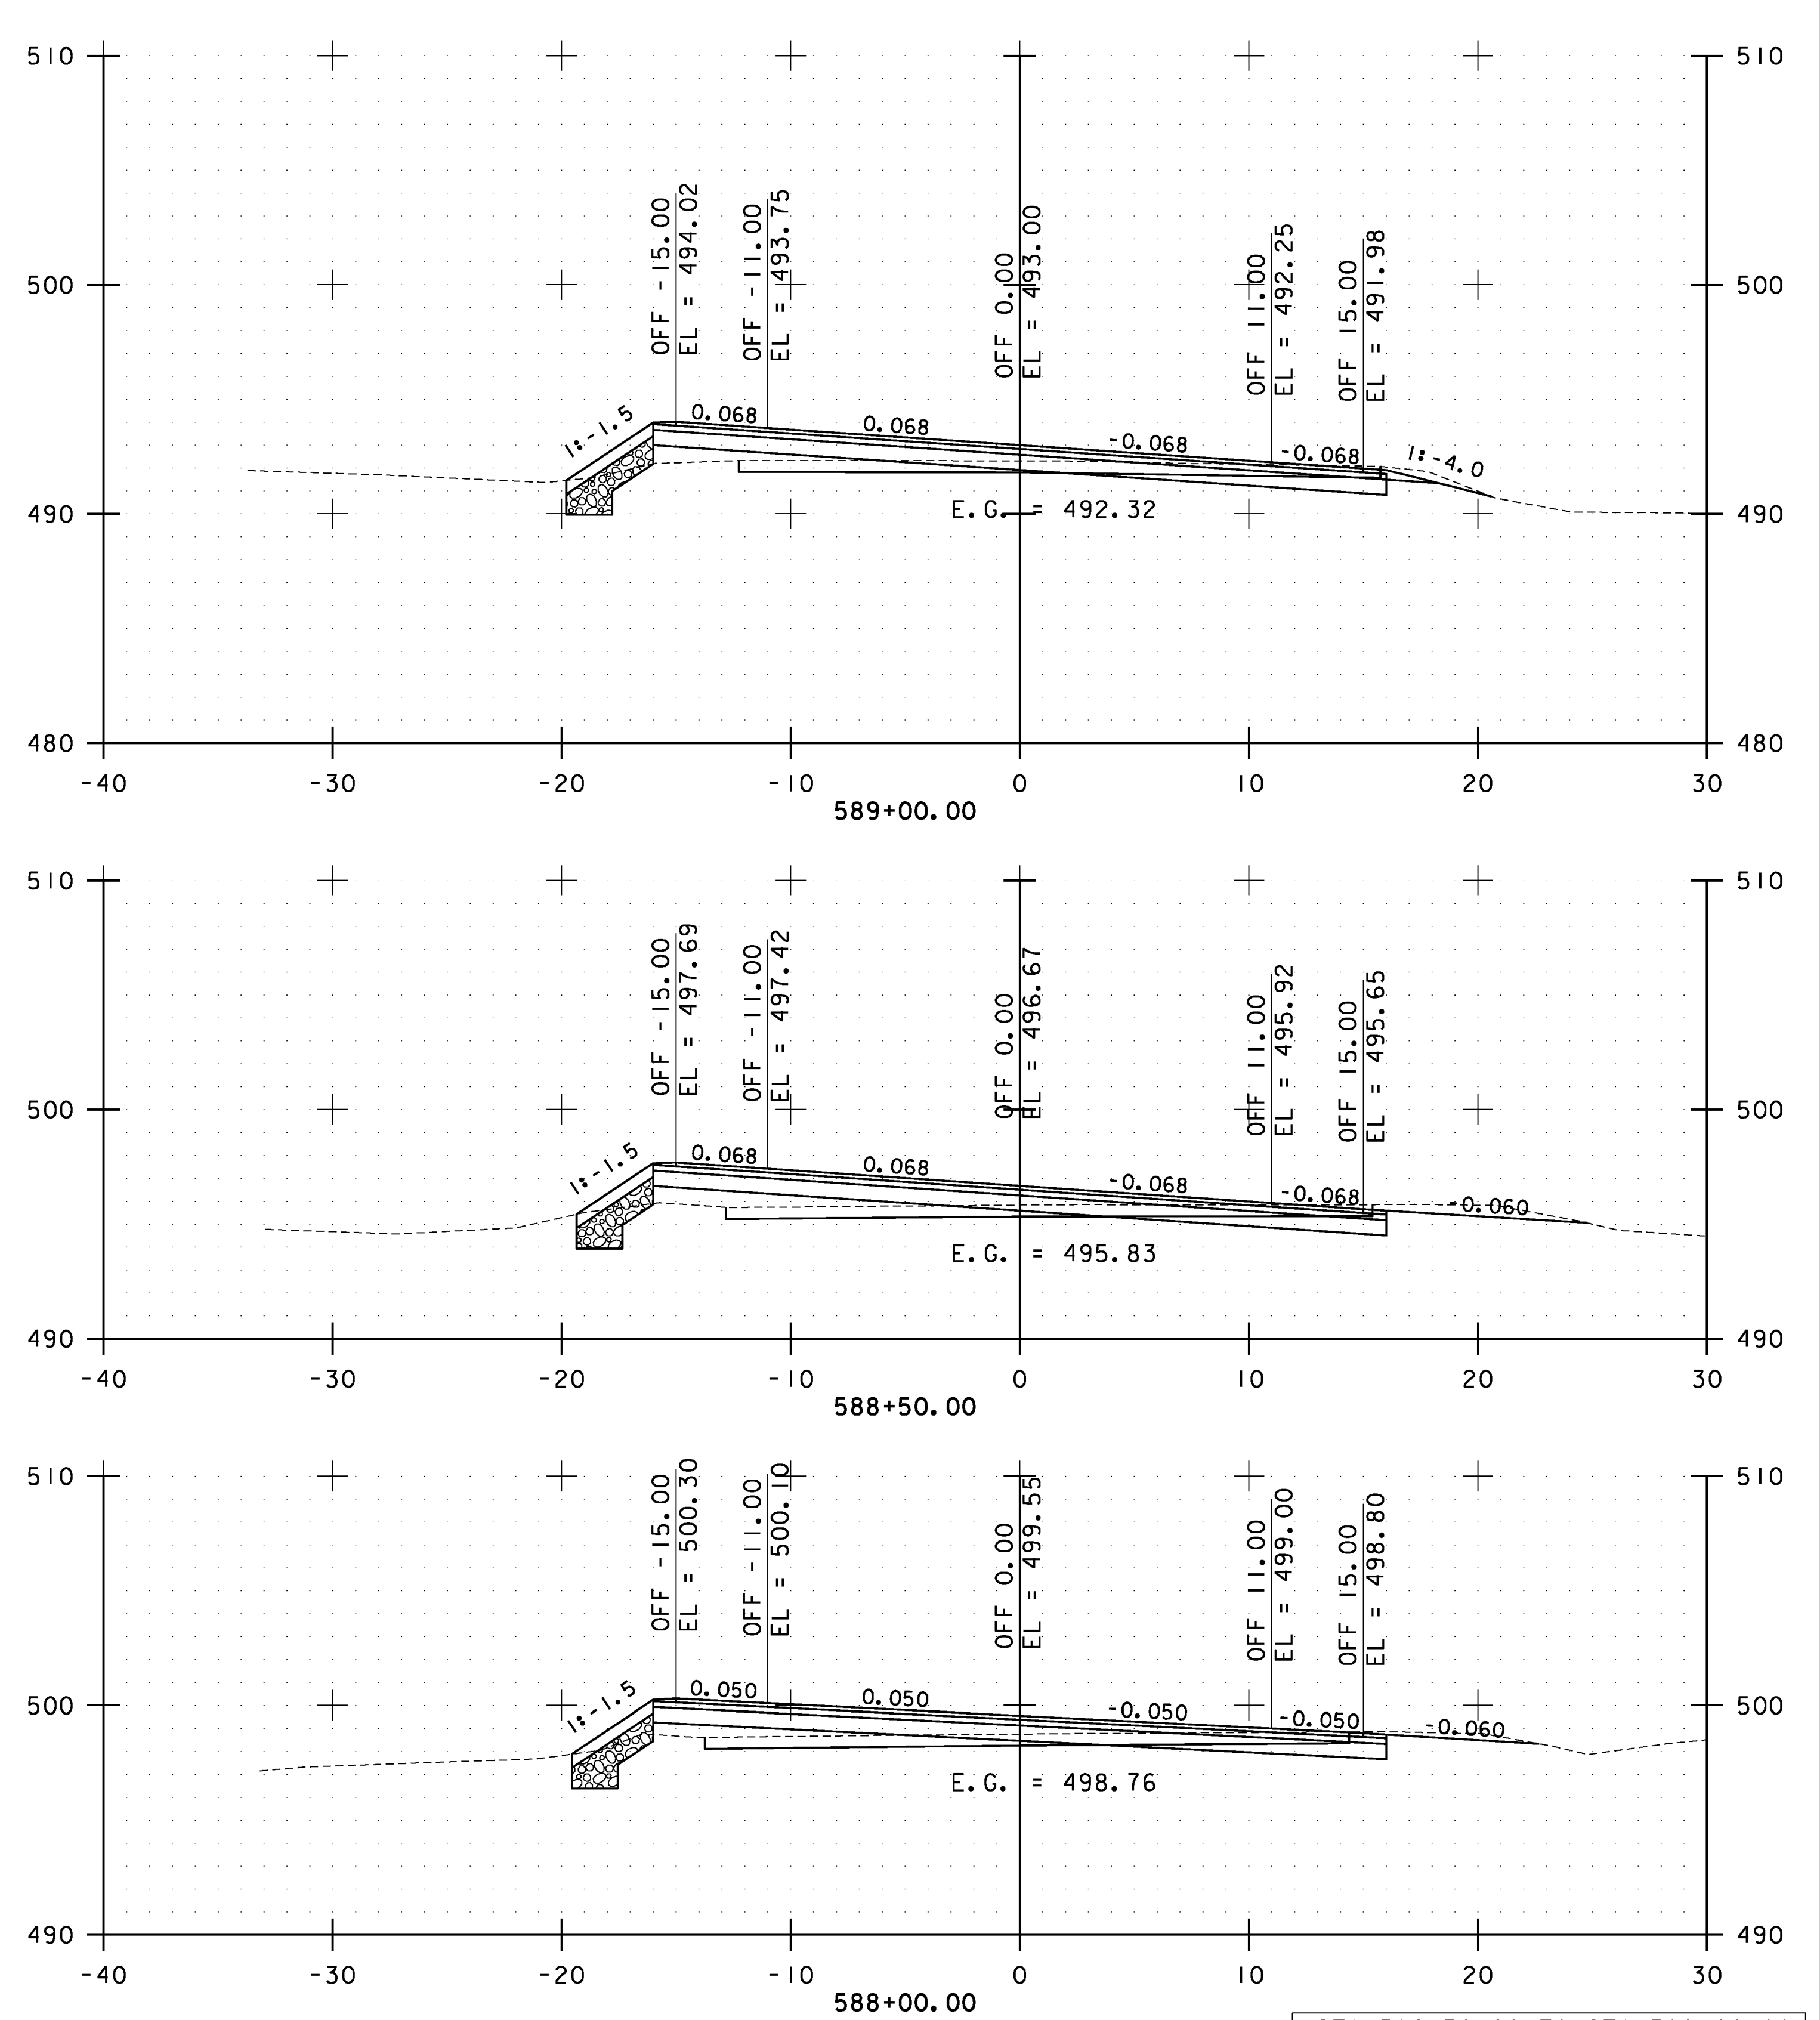 510 510
OFF -15.00
EL = 494.02
OFF -11.00
EL = 493.75
OFF 0.00
EL = 493.00
OFF 11.00
EL = 492.25
OFF 15.00
EL = 491.98
500 500
1:-1.5 0.068 0.068 -0.068 -0.068 1:-4.0
490 E.G. = 492.32 490
480 480
-40 -30 -20 -10 0 10 20 30
589+00.00
510 510
OFF -15.00
EL = 497.69
OFF -11.00
EL = 497.42
OFF 0.00
EL = 496.67
OFF 11.00
EL = 495.92
OFF 15.00
EL = 495.65
500 500
1:-1.5 0.068 0.068 -0.068 -0.068 -0.060
E.G. = 495.83
490 490
-40 -30 -20 -10 0 10 20 30
588+50.00
510 510
OFF -15.00
EL = 500.30
OFF -11.00
EL = 500.10
OFF 0.00
EL = 499.55
OFF 11.00
EL = 499.00
OFF 15.00
EL = 498.80
500 500
1:-1.5 0.050 0.050 -0.050 -0.050 -0.060
E.G. = 498.76
490 490
-40 -30 -20 -10 0 10 20 30
588+00.00